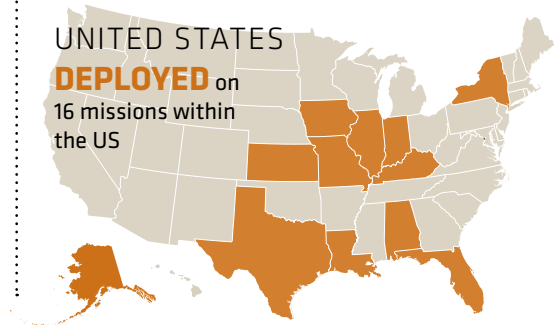 UNITED STATES
DEPLOYED on
16 missions within
the US